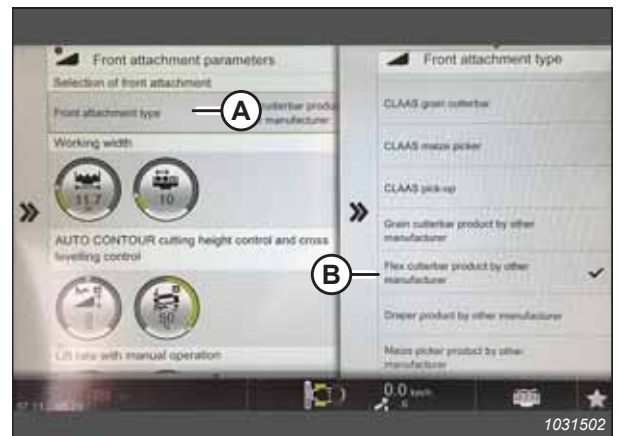 Front attachment parameters
Selection of front attachment
Front attachment type
A
cutterbar produ
manufacturer
Working width
11.7
10
AUTO CONTOUR cutting height control and cross
levelling control
50
Lift rate with manual operation
Front attachment type
CLAAS grain cutterbar
CLAAS maize picker
CLAAS pick-up
Grain cutterbar product by other
manufacturer
B
Flex cutterbar product by other
manufacturer
Draper product by other manufacturer
Maize picker product by other
manufacturer
0.0 km/h
1031502